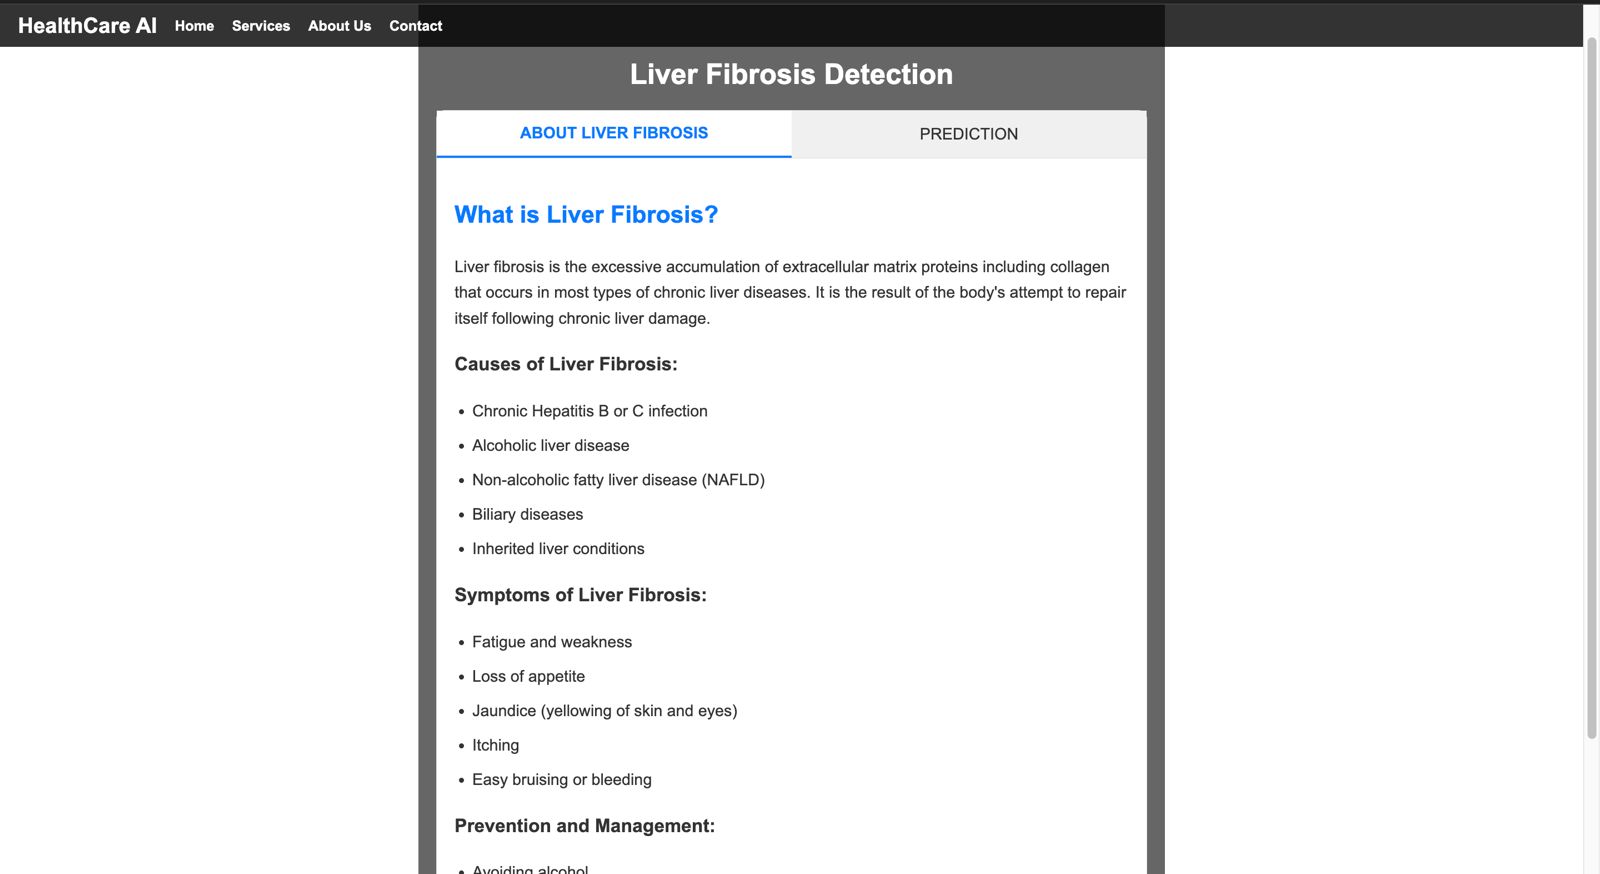 HealthCare AI Home Services About Us Contact
Liver Fibrosis Detection
ABOUT LIVER FIBROSIS PREDICTION
What is Liver Fibrosis?
Liver fibrosis is the excessive accumulation of extracellular matrix proteins including collagen
that occurs in most types of chronic liver diseases. It is the result of the body's attempt to repair
itself following chronic liver damage.
Causes of Liver Fibrosis:
• Chronic Hepatitis B or C infection
• Alcoholic liver disease
• Non-alcoholic fatty liver disease (NAFLD)
• Biliary diseases
• Inherited liver conditions
Symptoms of Liver Fibrosis:
• Fatigue and weakness
• Loss of appetite
• Jaundice (yellowing of skin and eyes)
• Itching
• Easy bruising or bleeding
Prevention and Management:
• Avoiding alcohol